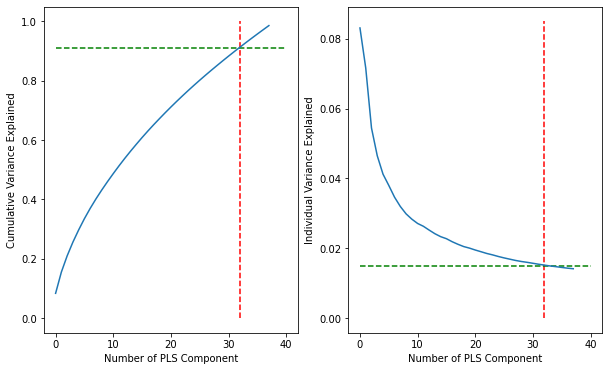 1.0
0.8
0.6
0.4
0.2
0.0
Cumulative Variance Explained
0 10 20 30 40
Number of PLS Component
0.08
0.06
0.04
0.02
0.00
Individual Variance Explained
0 10 20 30 40
Number of PLS Component